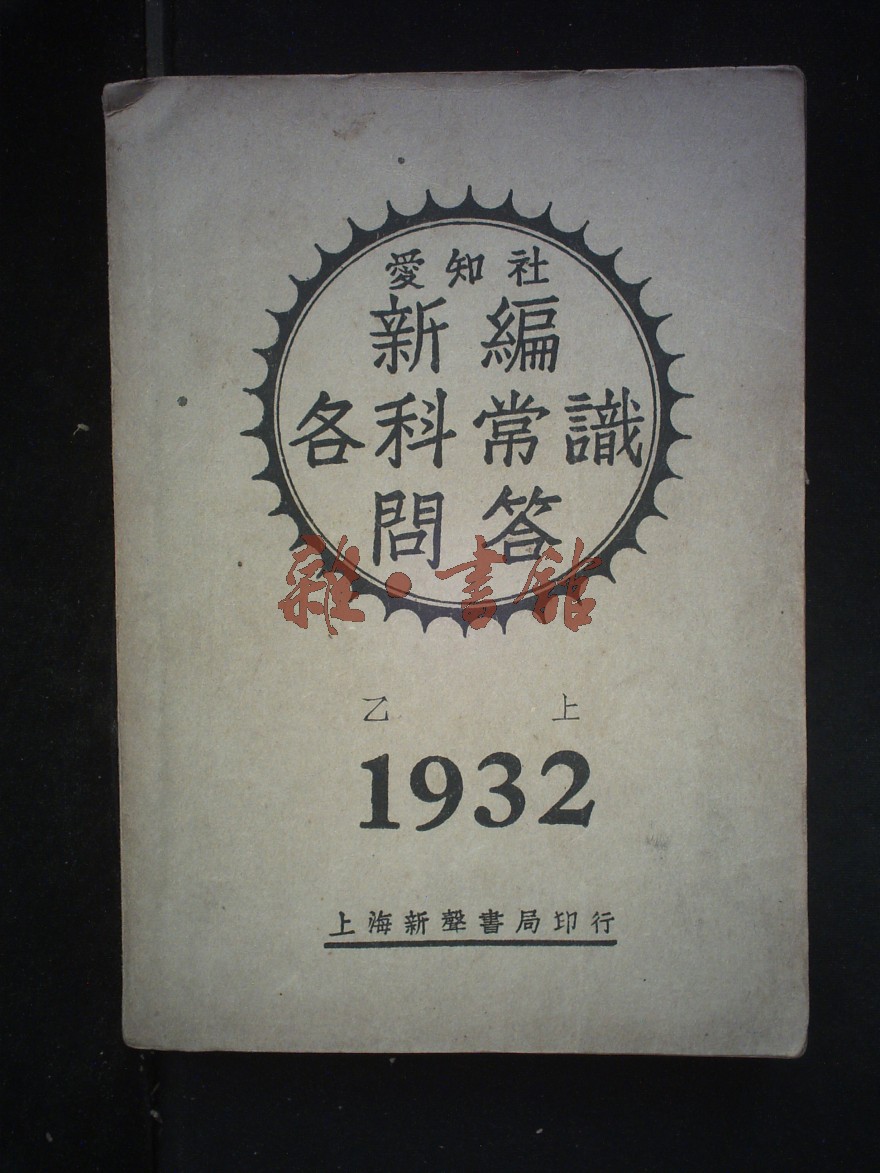 愛知社
新編
各科常識
問答
雜·書館
乙 上
1932
上海新聲書局印行